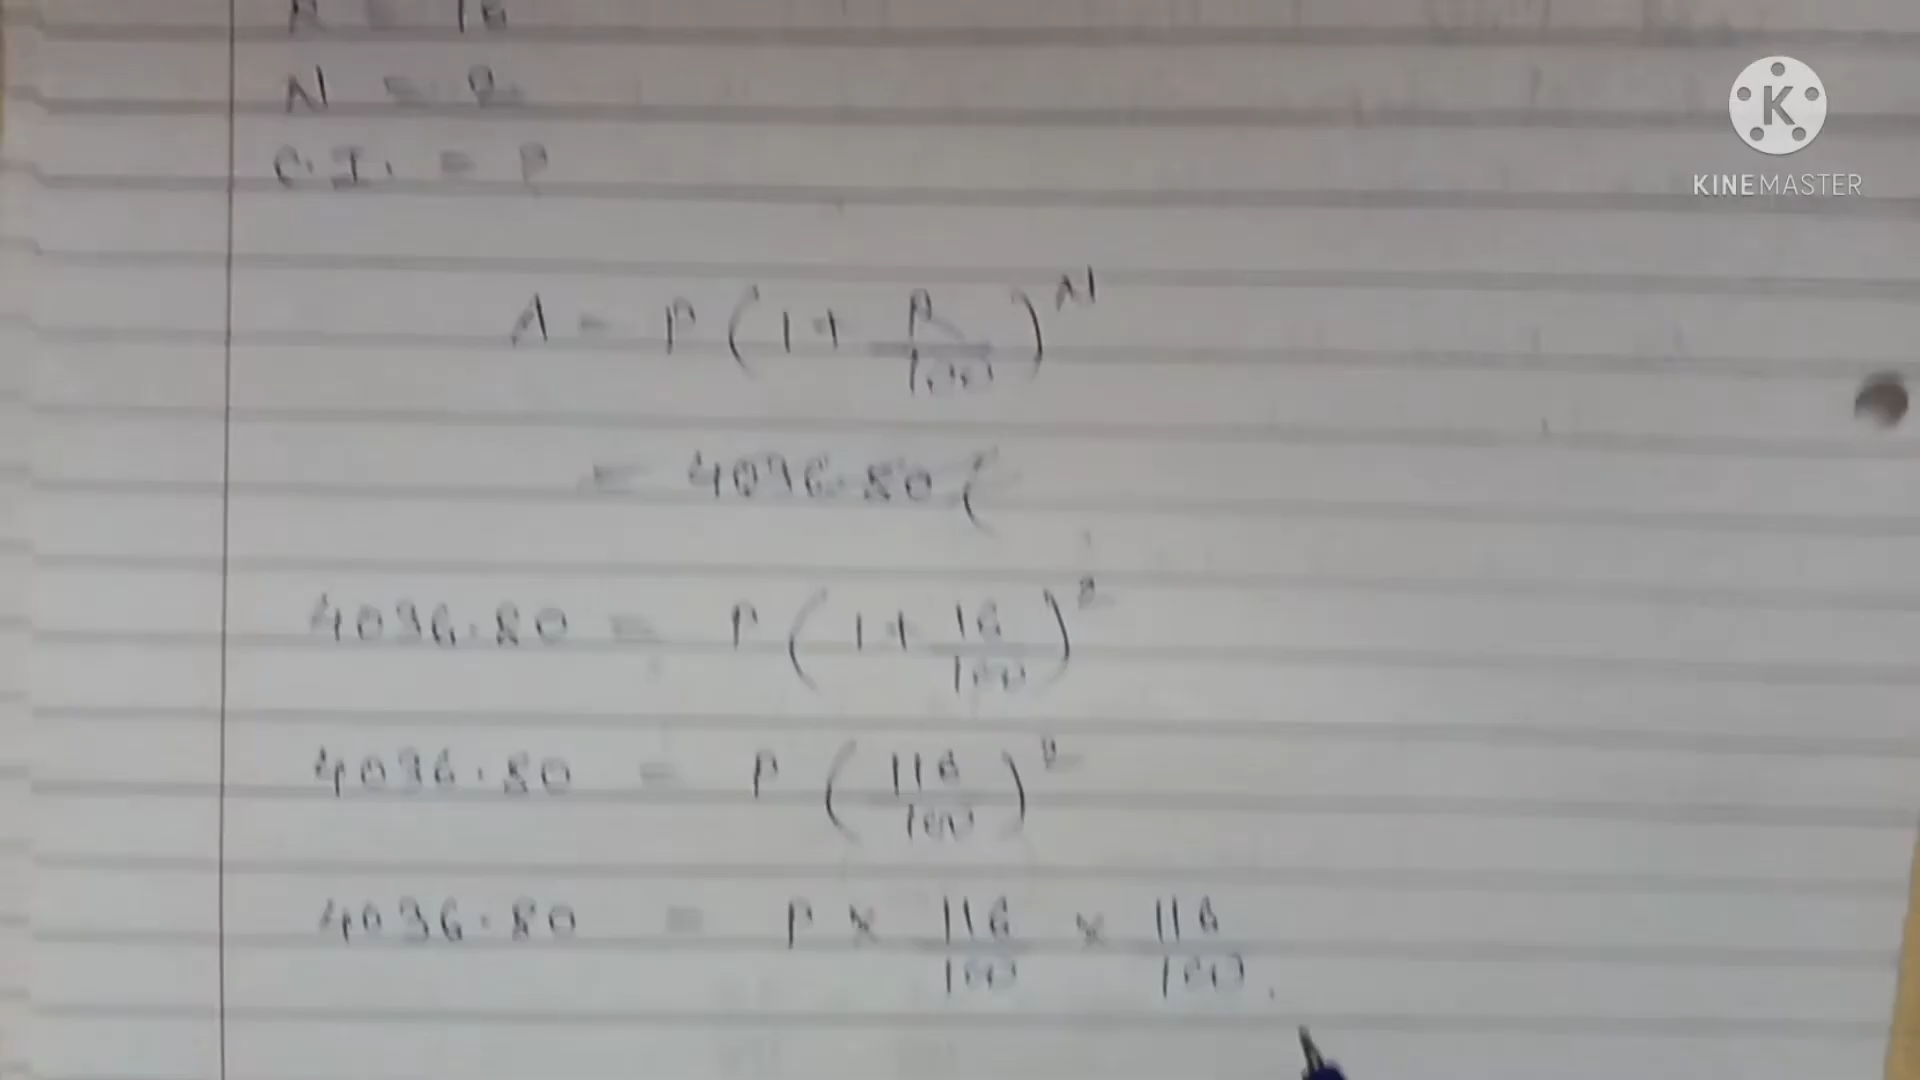 R = 16
N = 2
KINEMASTER
C.I. = P
A = P ( 1 + R/100 )^N
= 4036.80 (
4036.80 = P ( 1 + 16/100 )^2
4036.80 = P ( 116/100 )^2
4036.80 = P × 116/100 × 116/100 .